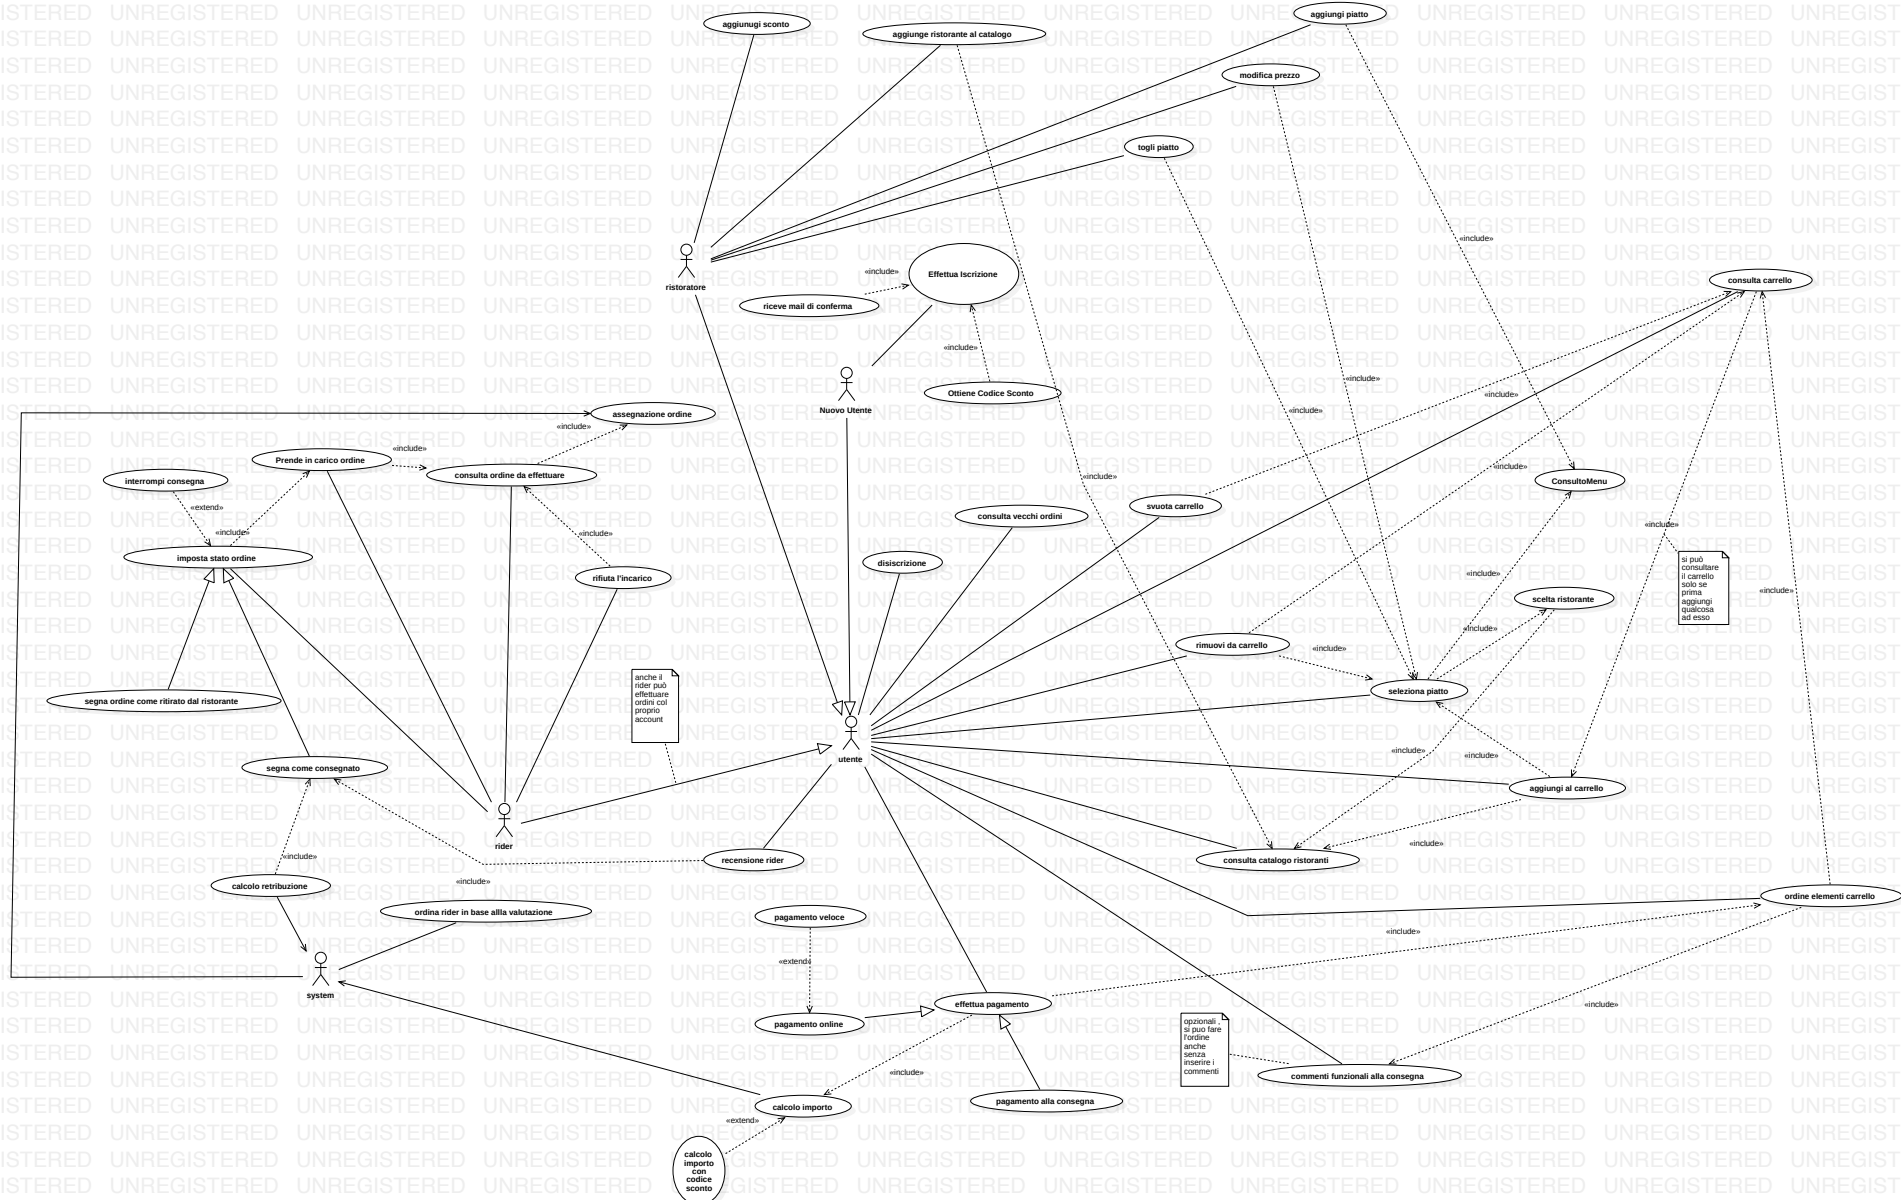 aggiungi piatto
aggiunugi sconto
aggiunge ristorante al catalogo
modifica prezzo
togli piatto
«include»
Effettua Iscrizione
«include»
ristoratore
riceve mail di conferma
consulta carrello
«include»
«include»
Ottiene Codice Sconto
«include»
Nuovo Utente
«include»
assegnazione ordine
«include»
«include»
Prende in carico ordine
consulta ordine da effettuare
«include»
«include»
interrompi consegna
ConsultoMenu
«extend»
svuota carrello
consulta vecchi ordini
«include»
«include»
«include»
imposta stato ordine
disiscrizione
rifiuta l'incarico
«include»
si può
consultare
il carrello
solo se
prima
aggiungi
qualcosa
ad esso
«include»
scelta ristorante
«include»
rimuovi da carrello
«include»
anche il
rider può
effettuare
ordini col
proprio
account
seleziona piatto
segna ordine come ritirato dal ristorante
«include»
«include»
utente
segna come consegnato
aggiungi al carrello
rider
«include»
«include»
recensione rider
consulta catalogo ristoranti
«include»
calcolo retribuzione
ordine elementi carrello
ordina rider in base allla valutazione
pagamento veloce
«include»
«extend»
system
effettua pagamento
«include»
pagamento online
opzionali ,
si puo fare
l'ordine
anche
senza
inserire i
commenti
«include»
commenti funzionali alla consegna
pagamento alla consegna
calcolo importo
«extend»
calcolo
importo
con
codice
sconto
UNREGISTERED